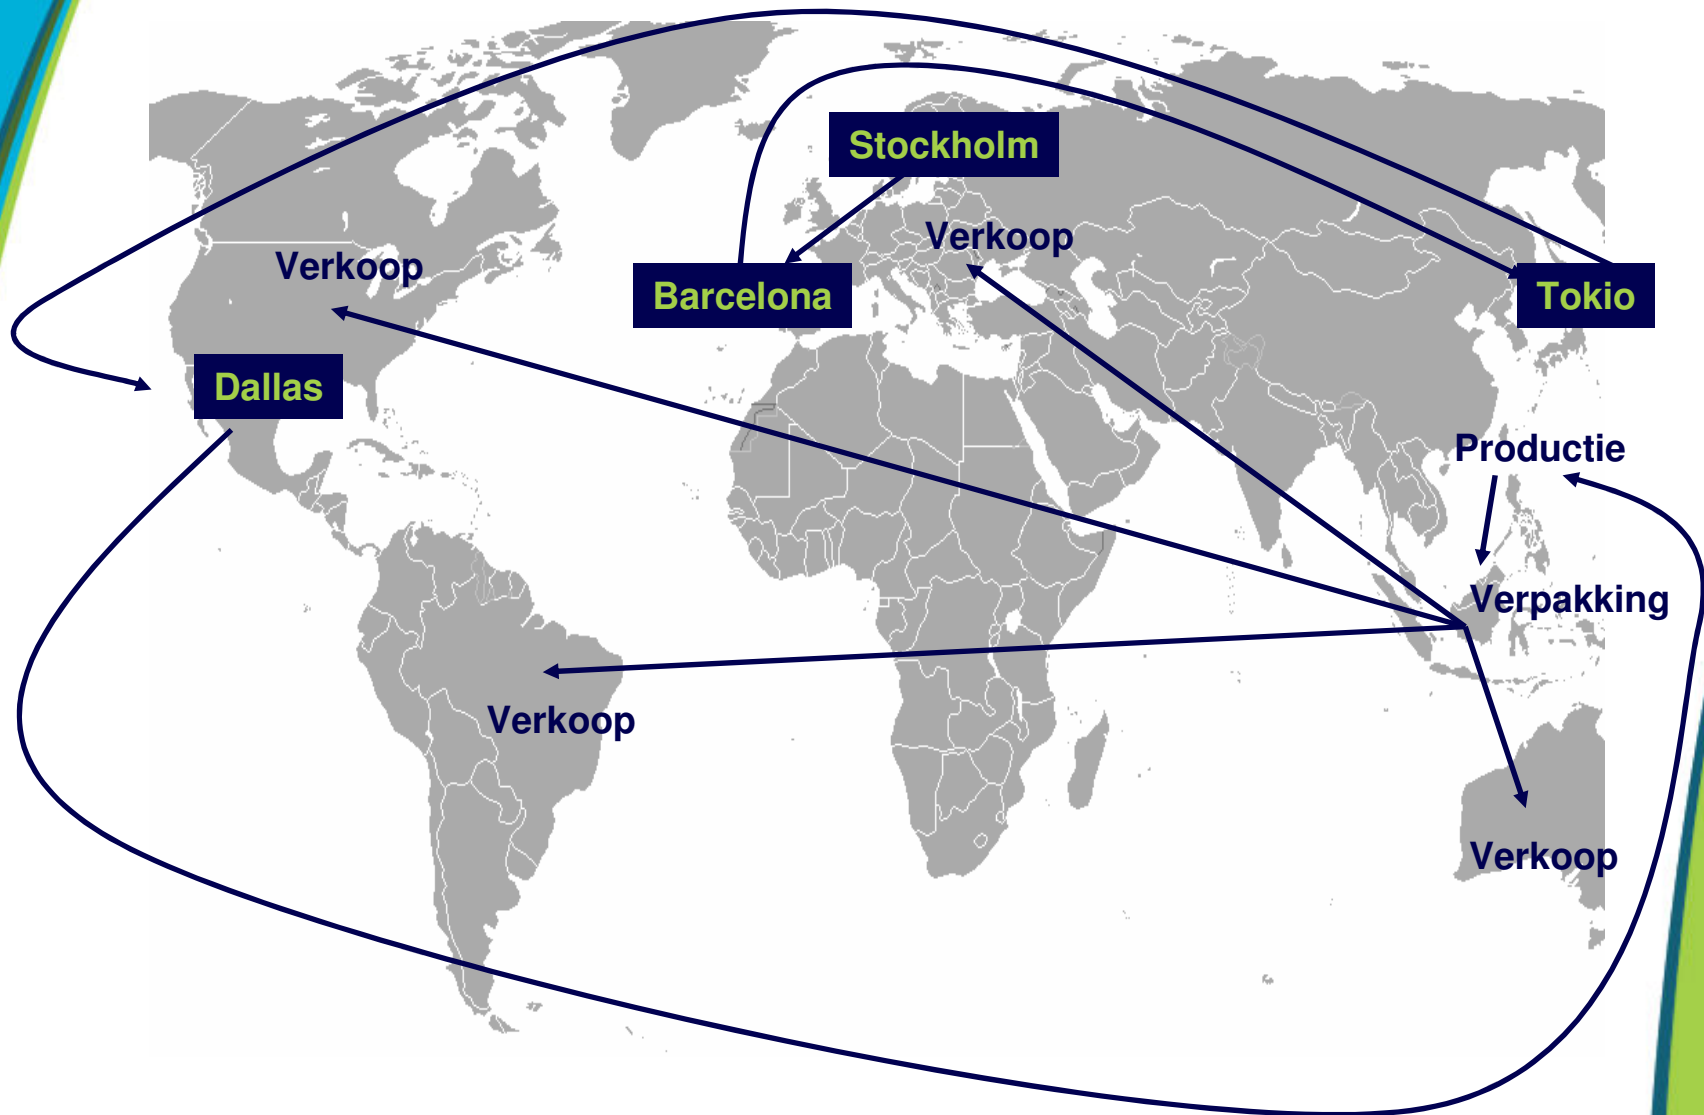 Stockholm
Verkoop
Verkoop
Barcelona
Tokio
Dallas
Productie
Verpakking
Verkoop
Verkoop